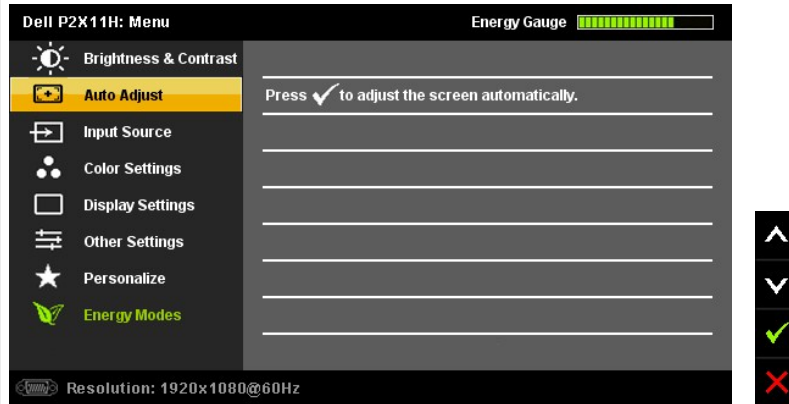 Dell P2X11H: Menu
Energy Gauge
Brightness & Contrast
Auto Adjust
Press to adjust the screen automatically.
Input Source
Color Settings
Display Settings
Other Settings
Personalize
Energy Modes
Resolution: 1920x1080@60Hz